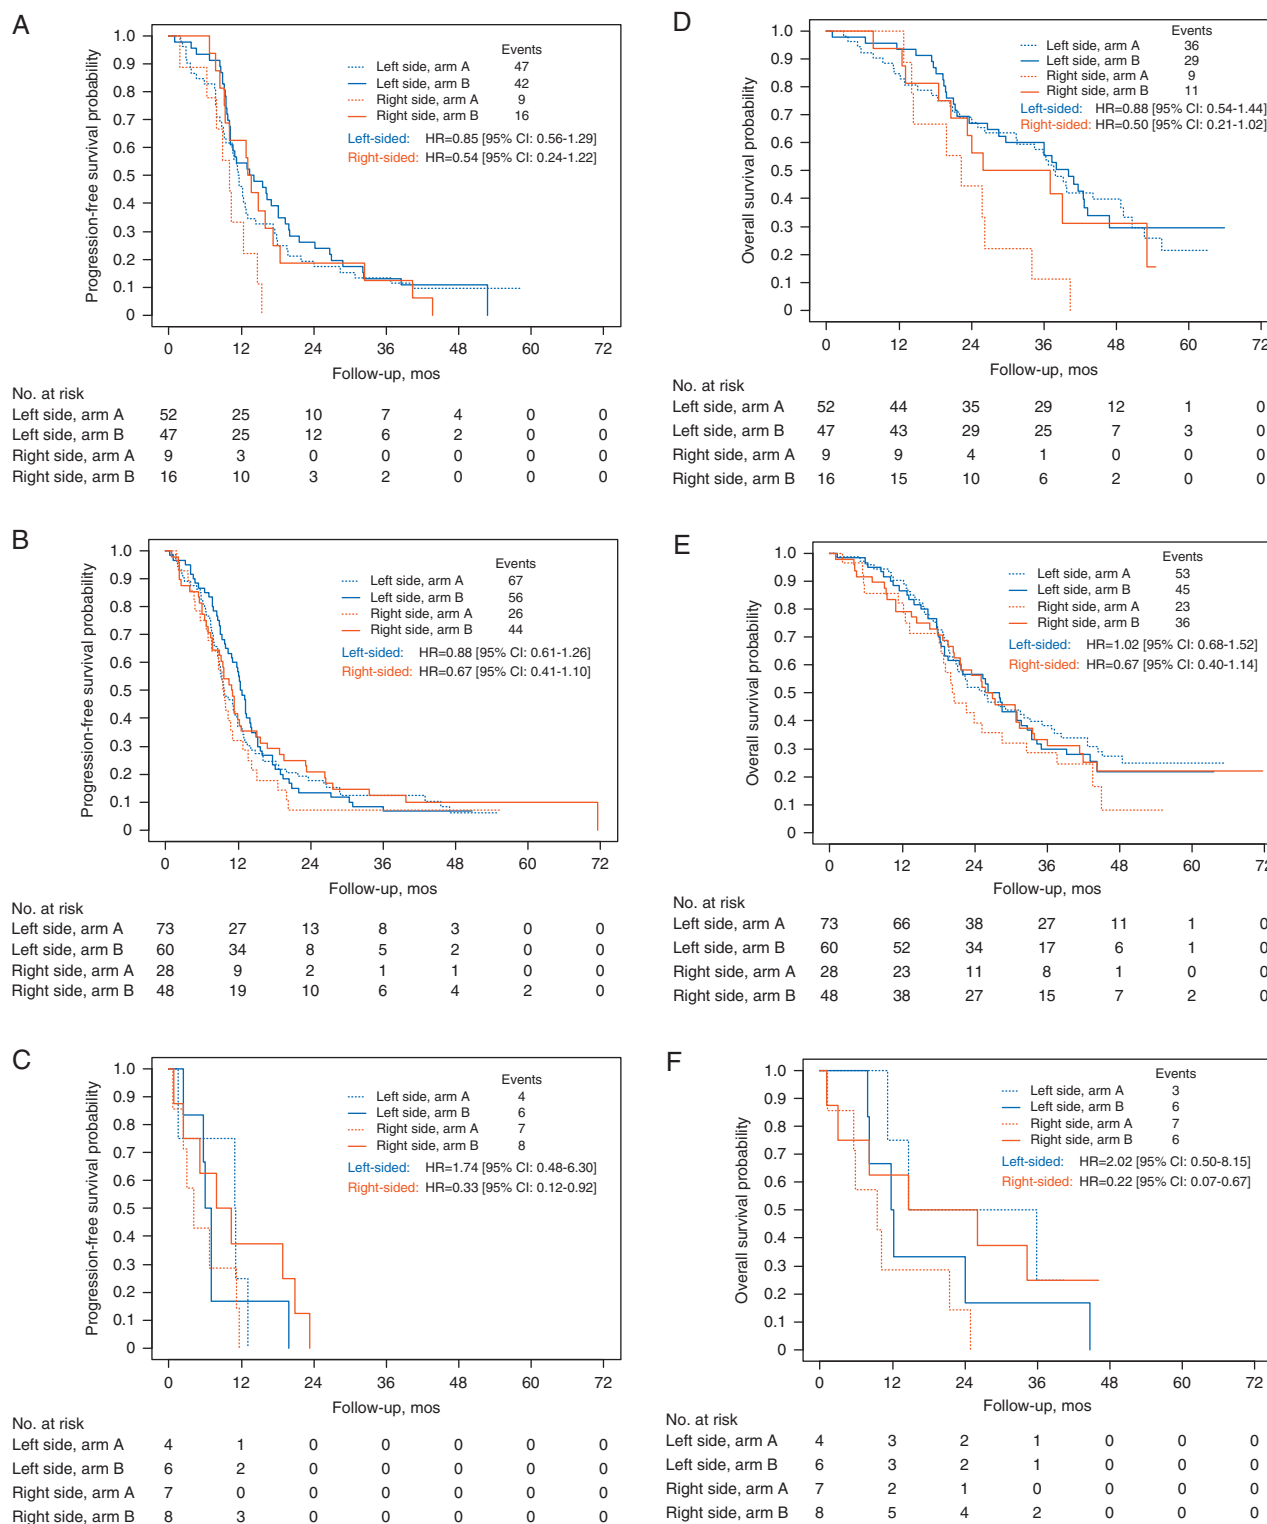 A
Progression-free survival probability
1.0
0.9
0.8
0.7
0.6
0.5
0.4
0.3
0.2
0.1
0
Events
Left side, arm A 47
Left side, arm B 42
Right side, arm A 9
Right side, arm B 16
Left-sided: HR=0.85 [95% CI: 0.56-1.29]
Right-sided: HR=0.54 [95% CI: 0.24-1.22]
0 12 24 36 48 60 72
Follow-up, mos
No. at risk
Left side, arm A 52 25 10 7 4 0 0
Left side, arm B 47 25 12 6 2 0 0
Right side, arm A 9 3 0 0 0 0 0
Right side, arm B 16 10 3 2 0 0 0
B
Progression-free survival probability
1.0
0.9
0.8
0.7
0.6
0.5
0.4
0.3
0.2
0.1
0
Events
Left side, arm A 67
Left side, arm B 56
Right side, arm A 26
Right side, arm B 44
Left-sided: HR=0.88 [95% CI: 0.61-1.26]
Right-sided: HR=0.67 [95% CI: 0.41-1.10]
0 12 24 36 48 60 72
Follow-up, mos
No. at risk
Left side, arm A 73 27 13 8 3 0 0
Left side, arm B 60 34 8 5 2 0 0
Right side, arm A 28 9 2 1 1 0 0
Right side, arm B 48 19 10 6 4 2 0
C
Progression-free survival probability
1.0
0.9
0.8
0.7
0.6
0.5
0.4
0.3
0.2
0.1
0
Events
Left side, arm A 4
Left side, arm B 6
Right side, arm A 7
Right side, arm B 8
Left-sided: HR=1.74 [95% CI: 0.48-6.30]
Right-sided: HR=0.33 [95% CI: 0.12-0.92]
0 12 24 36 48 60 72
Follow-up, mos
No. at risk
Left side, arm A 4 1 0 0 0 0 0
Left side, arm B 6 2 0 0 0 0 0
Right side, arm A 7 0 0 0 0 0 0
Right side, arm B 8 3 0 0 0 0 0
D
Overall survival probability
1.0
0.9
0.8
0.7
0.6
0.5
0.4
0.3
0.2
0.1
0
Events
Left side, arm A 36
Left side, arm B 29
Right side, arm A 9
Right side, arm B 11
Left-sided: HR=0.88 [95% CI: 0.54-1.44]
Right-sided: HR=0.50 [95% CI: 0.21-1.02]
0 12 24 36 48 60 72
Follow-up, mos
No. at risk
Left side, arm A 52 44 35 29 12 1 0
Left side, arm B 47 43 29 25 7 3 0
Right side, arm A 9 9 4 1 0 0 0
Right side, arm B 16 15 10 6 2 0 0
E
Overall survival probability
1.0
0.9
0.8
0.7
0.6
0.5
0.4
0.3
0.2
0.1
0
Events
Left side, arm A 53
Left side, arm B 45
Right side, arm A 23
Right side, arm B 36
Left-sided: HR=1.02 [95% CI: 0.68-1.52]
Right-sided: HR=0.67 [95% CI: 0.40-1.14]
0 12 24 36 48 60 72
Follow-up, mos
No. at risk
Left side, arm A 73 66 38 27 11 1 0
Left side, arm B 60 52 34 17 6 1 0
Right side, arm A 28 23 11 8 1 0 0
Right side, arm B 48 38 27 15 7 2 0
F
Overall survival probability
1.0
0.9
0.8
0.7
0.6
0.5
0.4
0.3
0.2
0.1
0
Events
Left side, arm A 3
Left side, arm B 6
Right side, arm A 7
Right side, arm B 6
Left-sided: HR=2.02 [95% CI: 0.50-8.15]
Right-sided: HR=0.22 [95% CI: 0.07-0.67]
0 12 24 36 48 60 72
Follow-up, mos
No. at risk
Left side, arm A 4 3 2 1 0 0 0
Left side, arm B 6 3 2 1 0 0 0
Right side, arm A 7 2 1 0 0 0 0
Right side, arm B 8 5 4 2 0 0 0